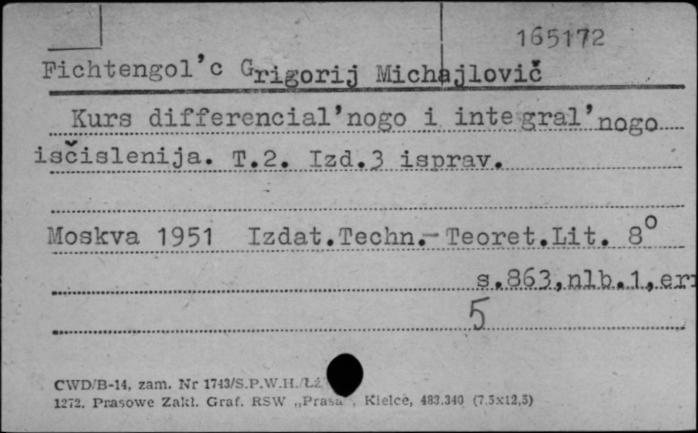 165172
Fichtengol'c Grigorij Michajlovič
Kurs differencial'nogo i integral'nogo
isčislenija. T.2. Izd.3 isprav.
Moskva 1951 Izdat.Techn.-Teoret.Lit. 8°
s.863,nlb.1,
5
CWD/B-14, zam. Nr 1743/S.P.W.H.
1272. Prasowe Zakł. Graf. RSW „Prasa", Kielce, 483.340 (7,5x12,5)